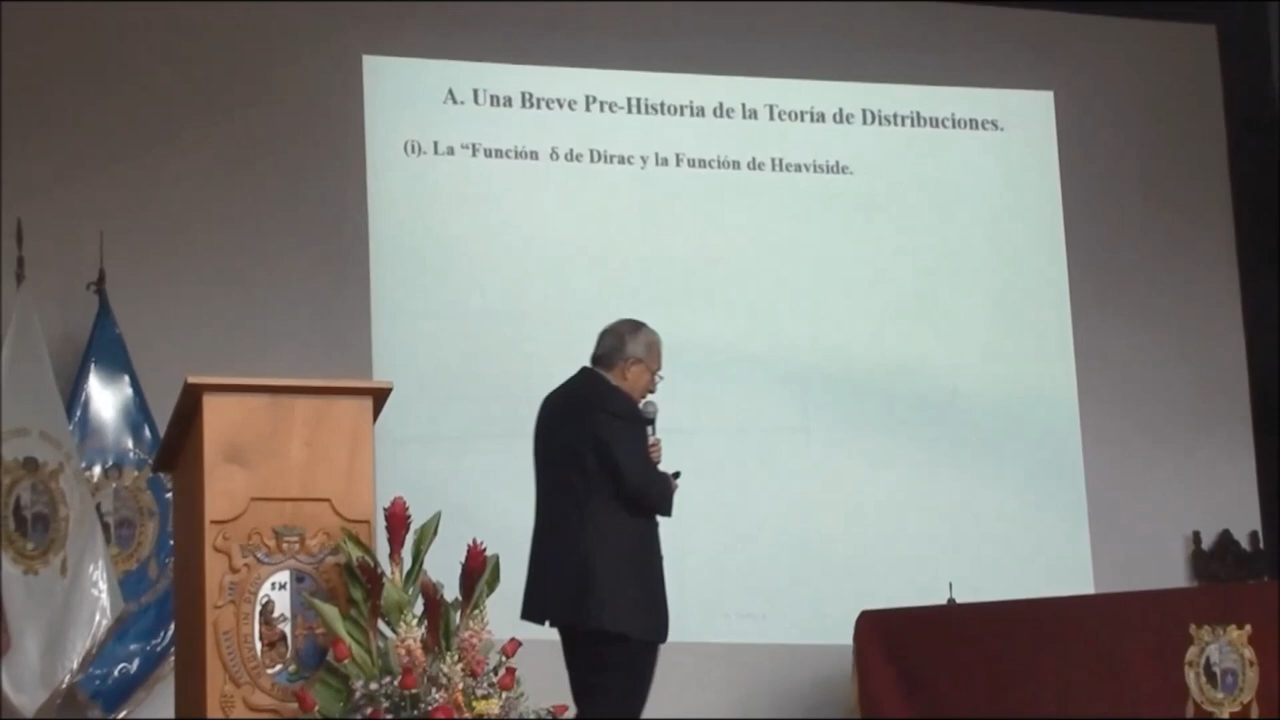 A. Una Breve Pre-Historia de la Teoría de Distribuciones.
(i). La “Función δ de Dirac y la Función de Heaviside.